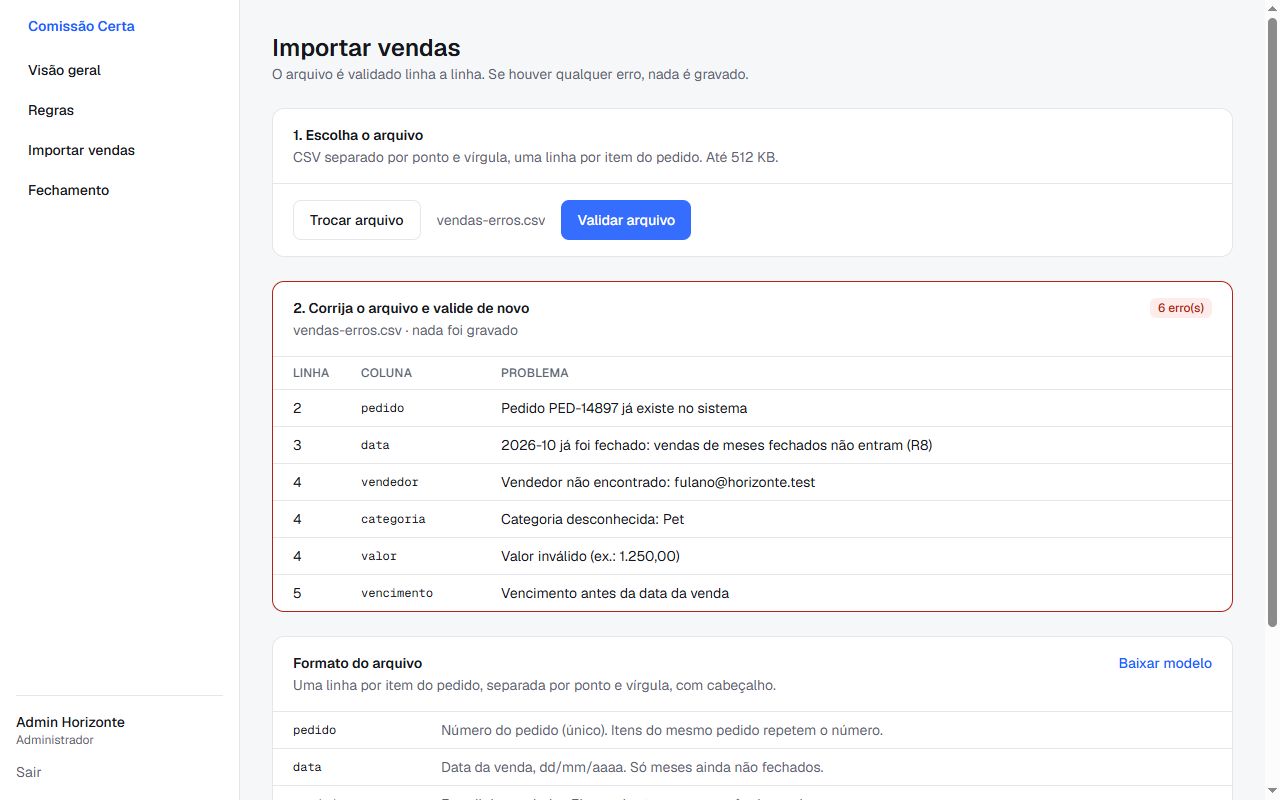 Comissão Certa
Visão geral
Regras
Importar vendas
Fechamento
Admin Horizonte
Administrador
Sair
Importar vendas
O arquivo é validado linha a linha. Se houver qualquer erro, nada é gravado.
1. Escolha o arquivo
CSV separado por ponto e vírgula, uma linha por item do pedido. Até 512 KB.
Trocar arquivo vendas-erros.csv Validar arquivo
2. Corrija o arquivo e valide de novo 6 erro(s)
vendas-erros.csv · nada foi gravado
LINHA COLUNA PROBLEMA
2 pedido Pedido PED-14897 já existe no sistema
3 data 2026-10 já foi fechado: vendas de meses fechados não entram (R8)
4 vendedor Vendedor não encontrado: fulano@horizonte.test
4 categoria Categoria desconhecida: Pet
4 valor Valor inválido (ex.: 1.250,00)
5 vencimento Vencimento antes da data da venda
Formato do arquivo Baixar modelo
Uma linha por item do pedido, separada por ponto e vírgula, com cabeçalho.
pedido Número do pedido (único). Itens do mesmo pedido repetem o número.
data Data da venda, dd/mm/aaaa. Só meses ainda não fechados.